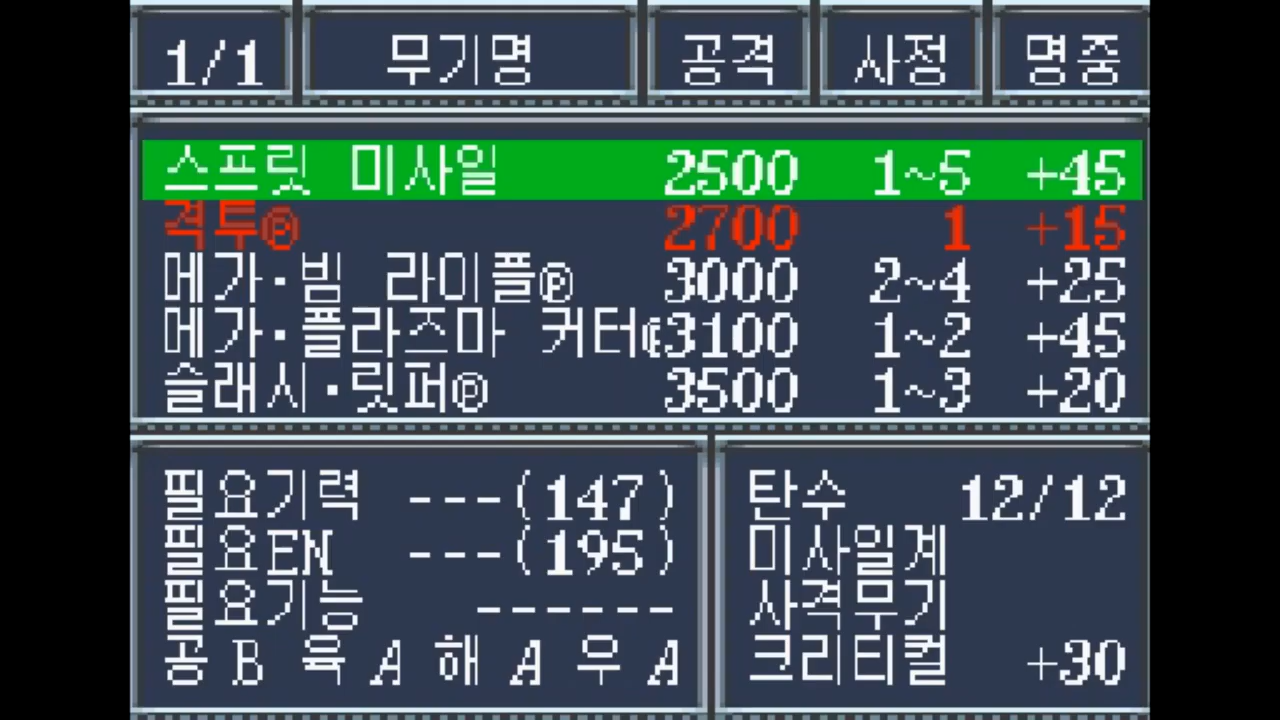 1/1 무기명 공격 사정 명중
스프릿 미사일 2500 1~5 +45
격투Ⓟ 2700 1 +15
메가·빔 라이플Ⓟ 3000 2~4 +25
메가·플라즈마 커터 3100 1~2 +45
슬래시·릿퍼Ⓟ 3500 1~3 +20
필요기력 ---(147)
필요EN ---(195)
필요기능 ------
공 B 육 A 해 A 우 A
탄수 12/12
미사일계
사격무기
크리티컬 +30